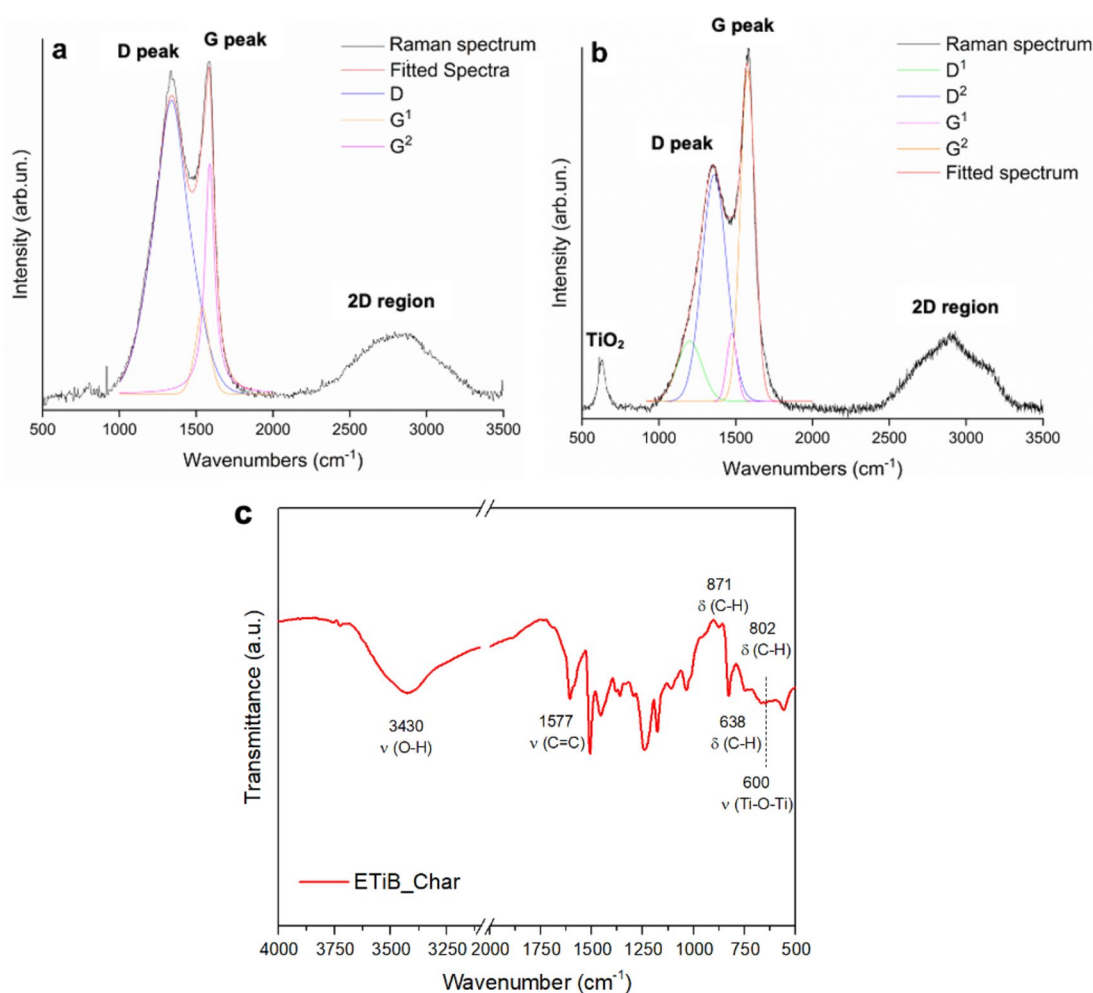 a
D peak
G peak
Raman spectrum
Fitted Spectra
D
G¹
G²
2D region
Intensity (arb.un.)
500 1000 1500 2000 2500 3000 3500
Wavenumbers (cm⁻¹)
b
G peak
D peak
Raman spectrum
D¹
D²
G¹
G²
Fitted spectrum
TiO₂
2D region
Intensity (arb.un.)
500 1000 1500 2000 2500 3000 3500
Wavenumbers (cm⁻¹)
c
871
δ (C-H)
802
δ (C-H)
3430
ν (O-H)
1577
ν (C=C)
638
δ (C-H)
600
ν (Ti-O-Ti)
ETiB_Char
Transmittance (a.u.)
4000 3750 3500 3250 2000 1750 1500 1250 1000 750 500
Wavenumber (cm⁻¹)